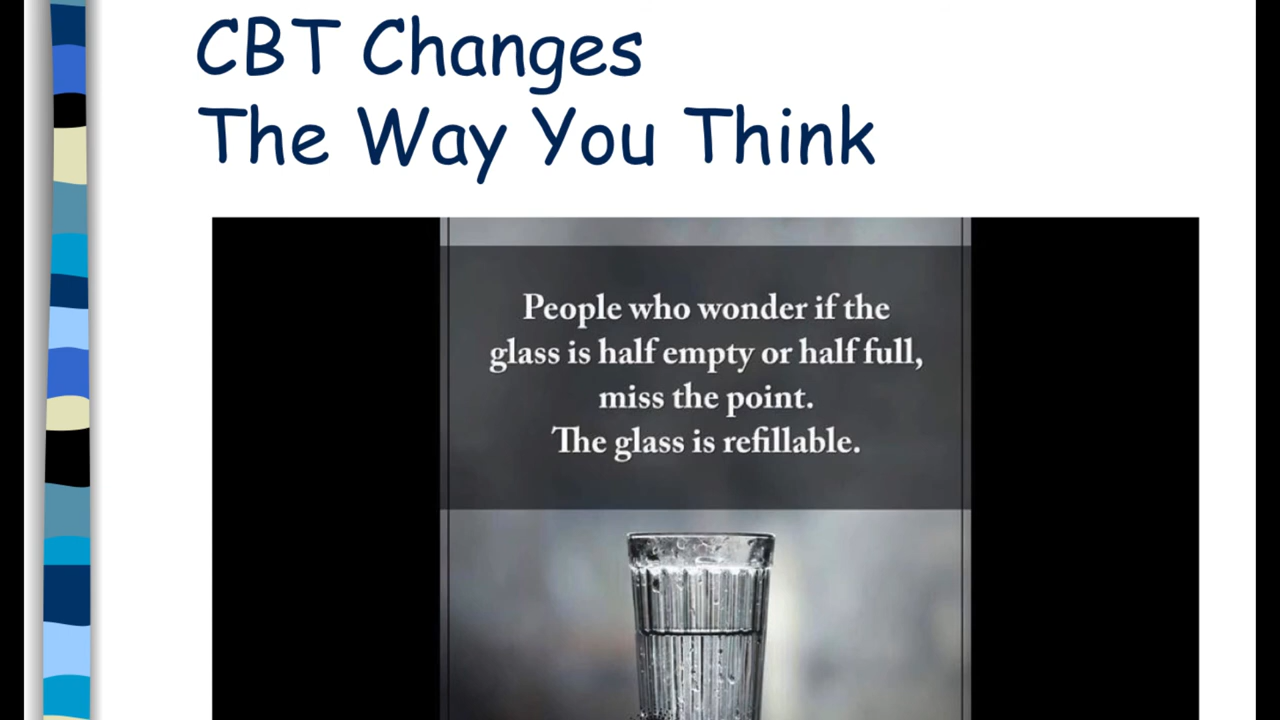 CBT Changes
The Way You Think
People who wonder if the
glass is half empty or half full,
miss the point.
The glass is refillable.